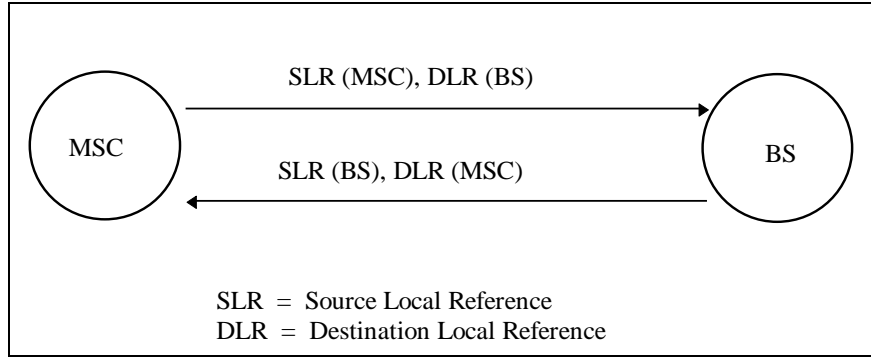 SLR (MSC), DLR (BS)
MSC
BS
SLR (BS), DLR (MSC)
SLR = Source Local Reference
DLR = Destination Local Reference